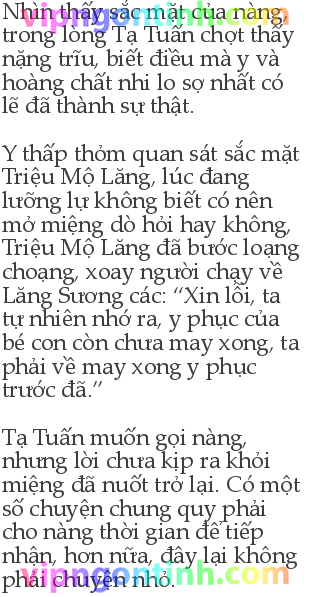 Nhìn thấy sắc mặt của nàng,
trong lòng Tạ Tuấn chợt thấy
nặng trĩu, biết điều mà y và
hoàng chất nhi lo sợ nhất có
lẽ đã thành sự thật.
Y thấp thỏm quan sát sắc mặt
Triệu Mộ Lăng, lúc đang
lưỡng lự không biết có nên
mở miệng dò hỏi hay không,
Triệu Mộ Lăng đã bước loạng
choạng, xoay người chạy về
Lăng Sương các: “Xin lỗi, ta
tự nhiên nhớ ra, y phục của
bé con còn chưa may xong, ta
phải về may xong y phục
trước đã.”
Tạ Tuấn muốn gọi nàng,
nhưng lời chưa kịp ra khỏi
miệng đã nuốt trở lại. Có một
số chuyện chung quy phải
cho nàng thời gian để tiếp
nhận, hơn nữa, đây lại không
phải chuyện nhỏ.
vipngontinh.com
vipngontinh.com
vipngontinh.com
vipngontinh.com